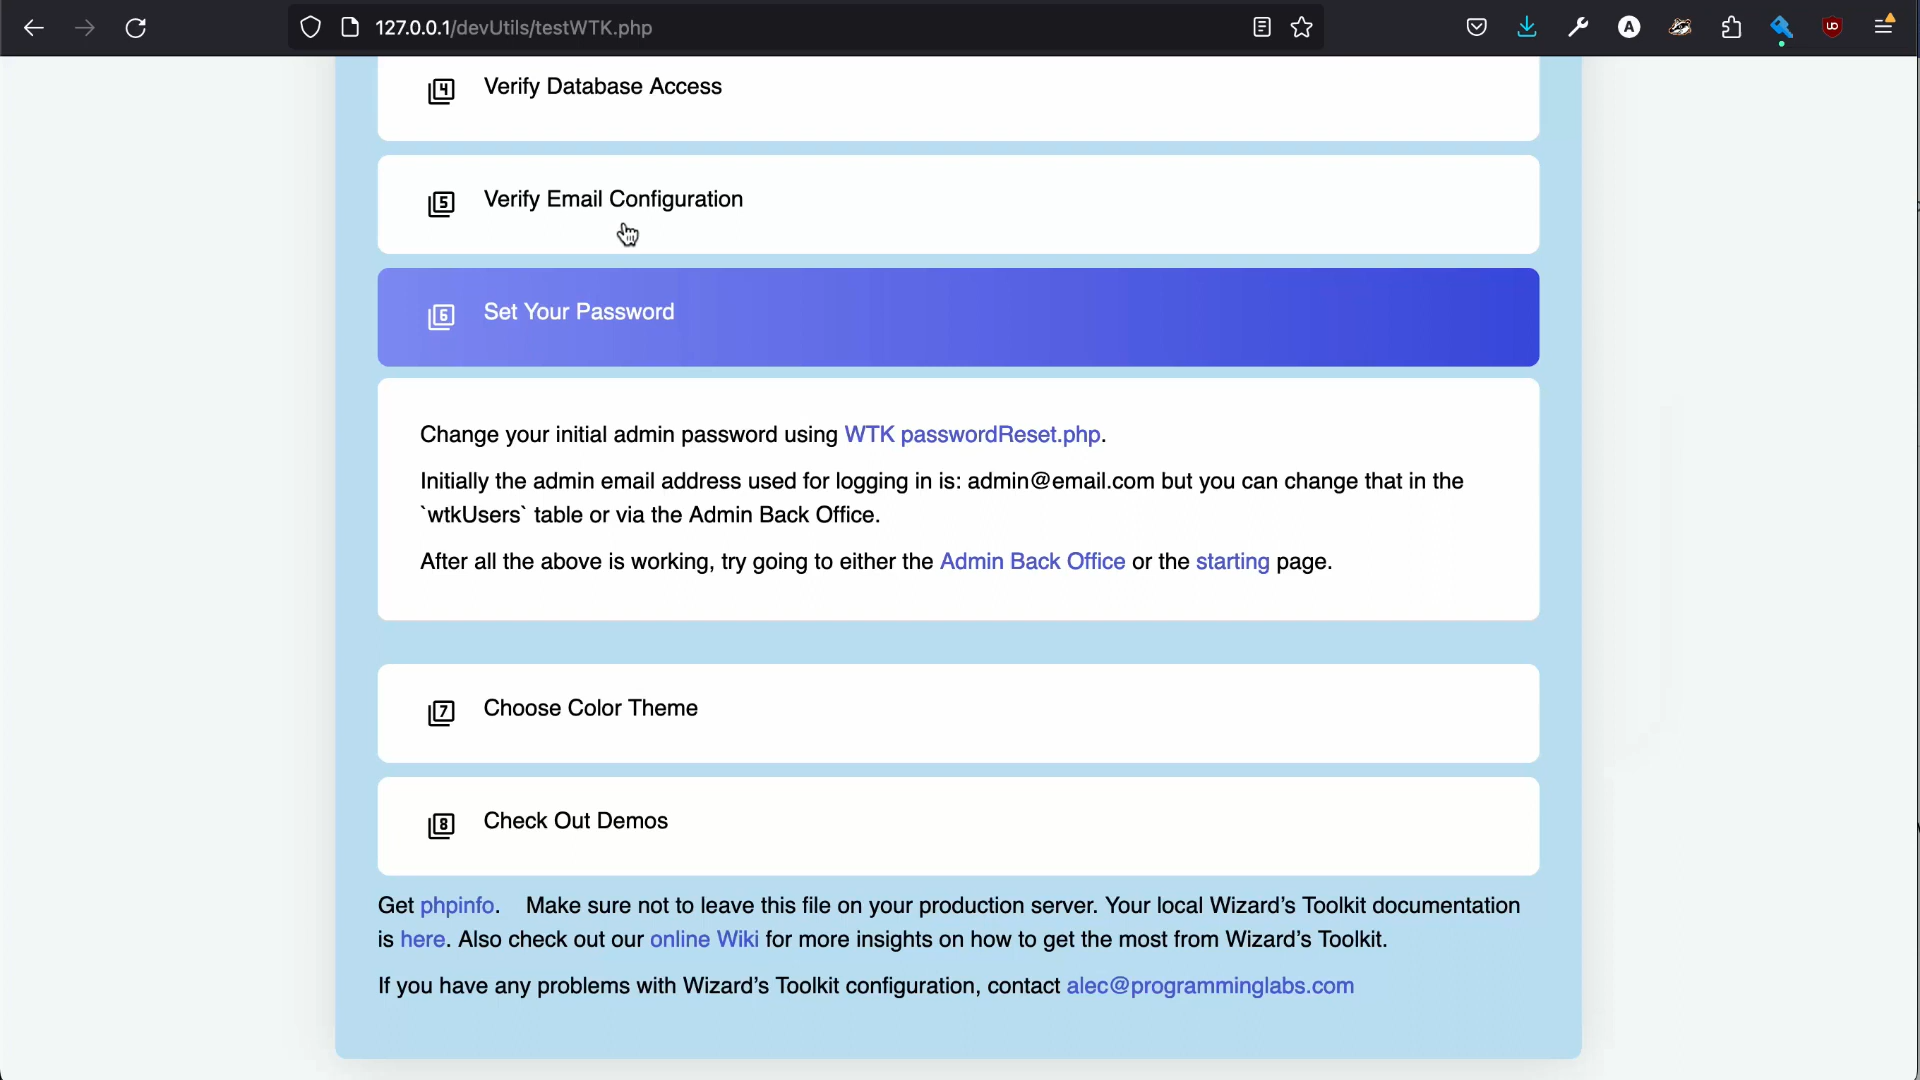 127.0.0.1/devUtils/testWTK.php
4 Verify Database Access
5 Verify Email Configuration
6 Set Your Password
Change your initial admin password using WTK passwordReset.php.
Initially the admin email address used for logging in is: admin@email.com but you can change that in the
`wtkUsers` table or via the Admin Back Office.
After all the above is working, try going to either the Admin Back Office or the starting page.
7 Choose Color Theme
8 Check Out Demos
Get phpinfo. Make sure not to leave this file on your production server. Your local Wizard’s Toolkit documentation
is here. Also check out our online Wiki for more insights on how to get the most from Wizard’s Toolkit.
If you have any problems with Wizard’s Toolkit configuration, contact alec@programminglabs.com